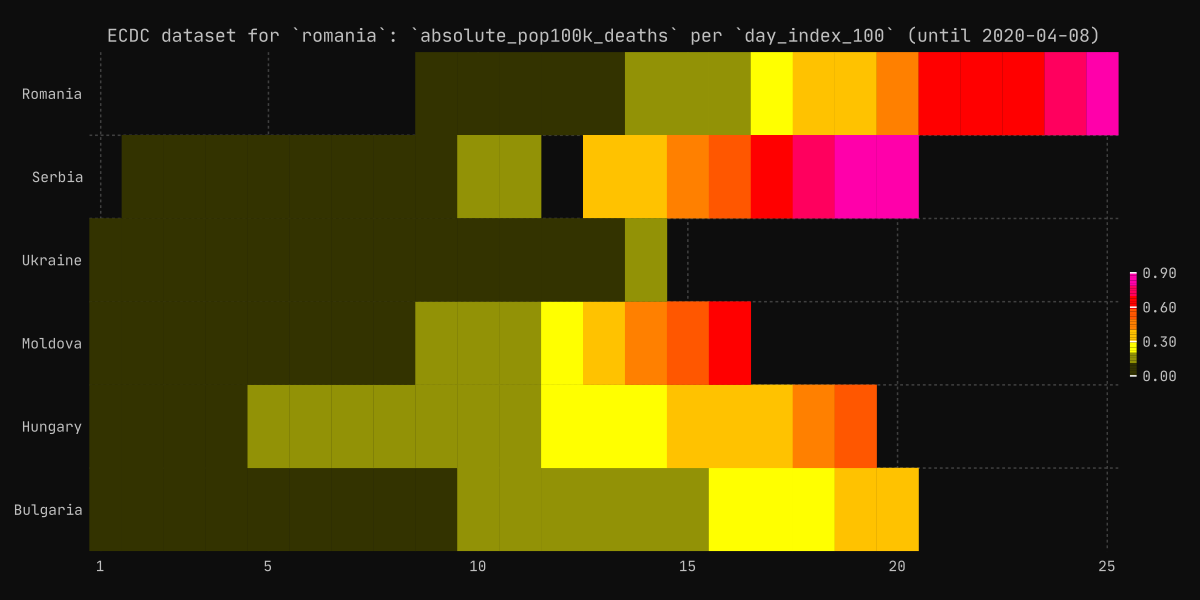 ECDC dataset for `romania`: `absolute_pop100k_deaths` per `day_index_100` (until 2020-04-08)
Romania
Serbia
Ukraine
Moldova
Hungary
Bulgaria
1 5 10 15 20 25
0.90
0.60
0.30
0.00